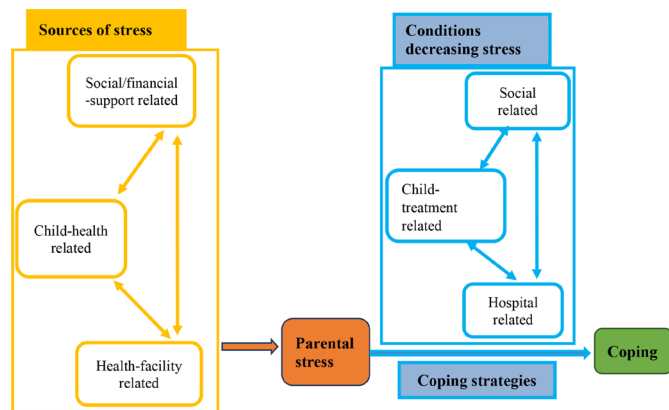 Sources of stress
Social/financial
-support related
Child-health
related
Health-facility
related
Parental
stress
Conditions
decreasing stress
Social
related
Child-
treatment
related
Hospital
related
Coping strategies
Coping